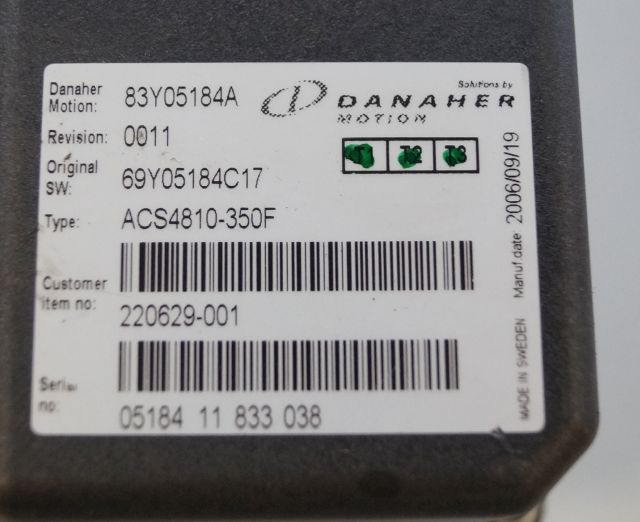 Danaher Motion: 83Y05184A
Solutions by
DANAHER
MOTION
Revision: 0011
T1 T2 T3
Original SW: 69Y05184C17
Type: ACS4810-350F
Customer item no: 220629-001
Serial no: 05184 11 833 038
MADE IN SWEDEN Manuf.date 2006/09/19